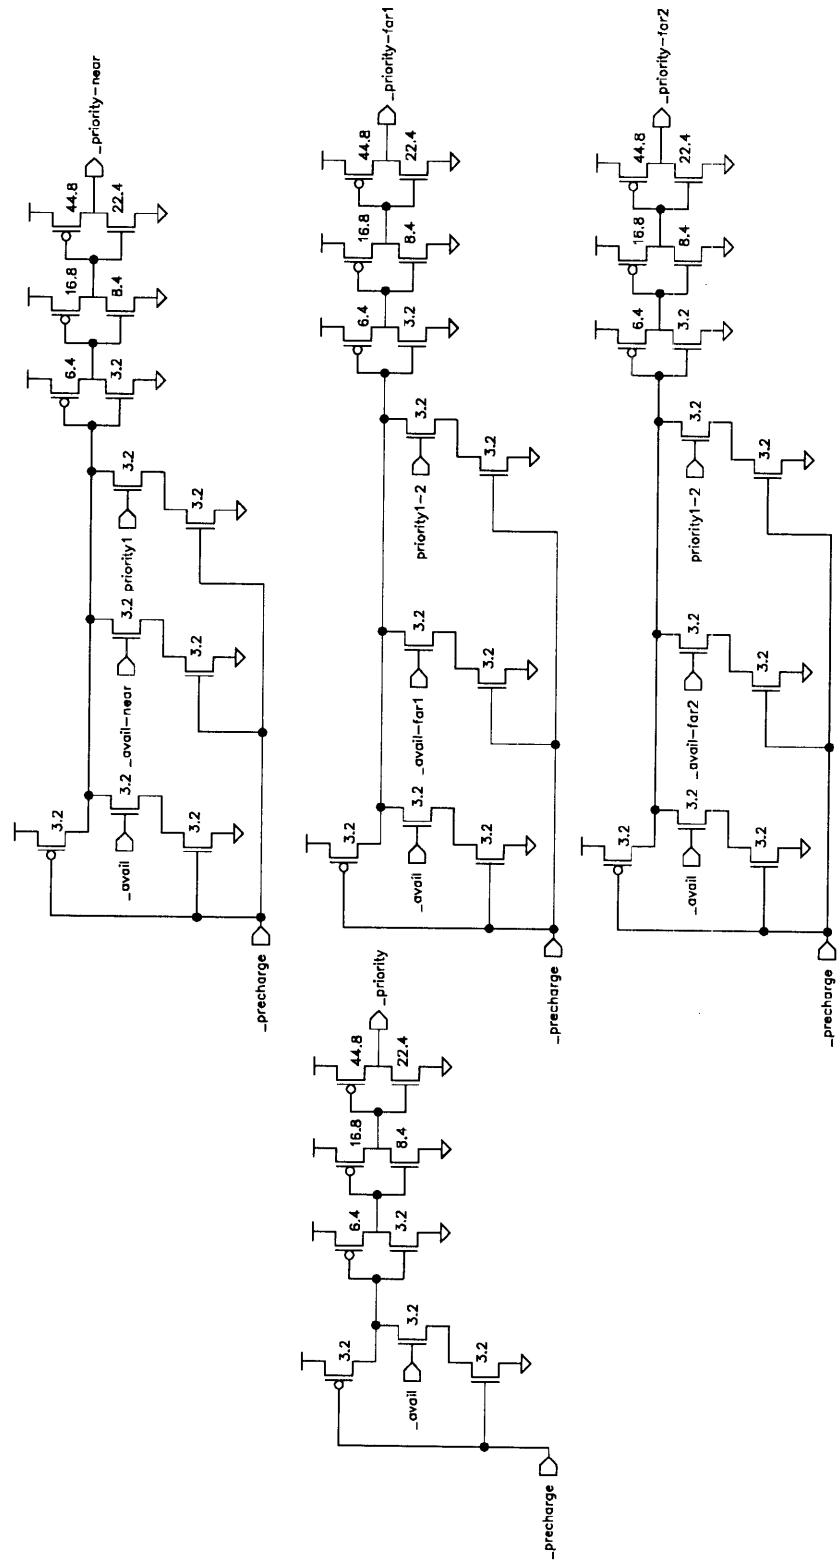 _priority-near
44.8
22.4
16.8
8.4
6.4
3.2
3.2
priority1
3.2
3.2
_avail-near
3.2
3.2
_avail
3.2
3.2
_precharge
_priority-far1
44.8
22.4
16.8
8.4
6.4
3.2
3.2
priority1-2
3.2
3.2
_avail-far1
3.2
3.2
_avail
3.2
3.2
_precharge
_priority-far2
44.8
22.4
16.8
8.4
6.4
3.2
3.2
priority1-2
3.2
3.2
_avail-far2
3.2
3.2
_avail
3.2
3.2
_precharge
_priority
44.8
22.4
16.8
8.4
6.4
3.2
3.2
3.2
_avail
3.2
_precharge